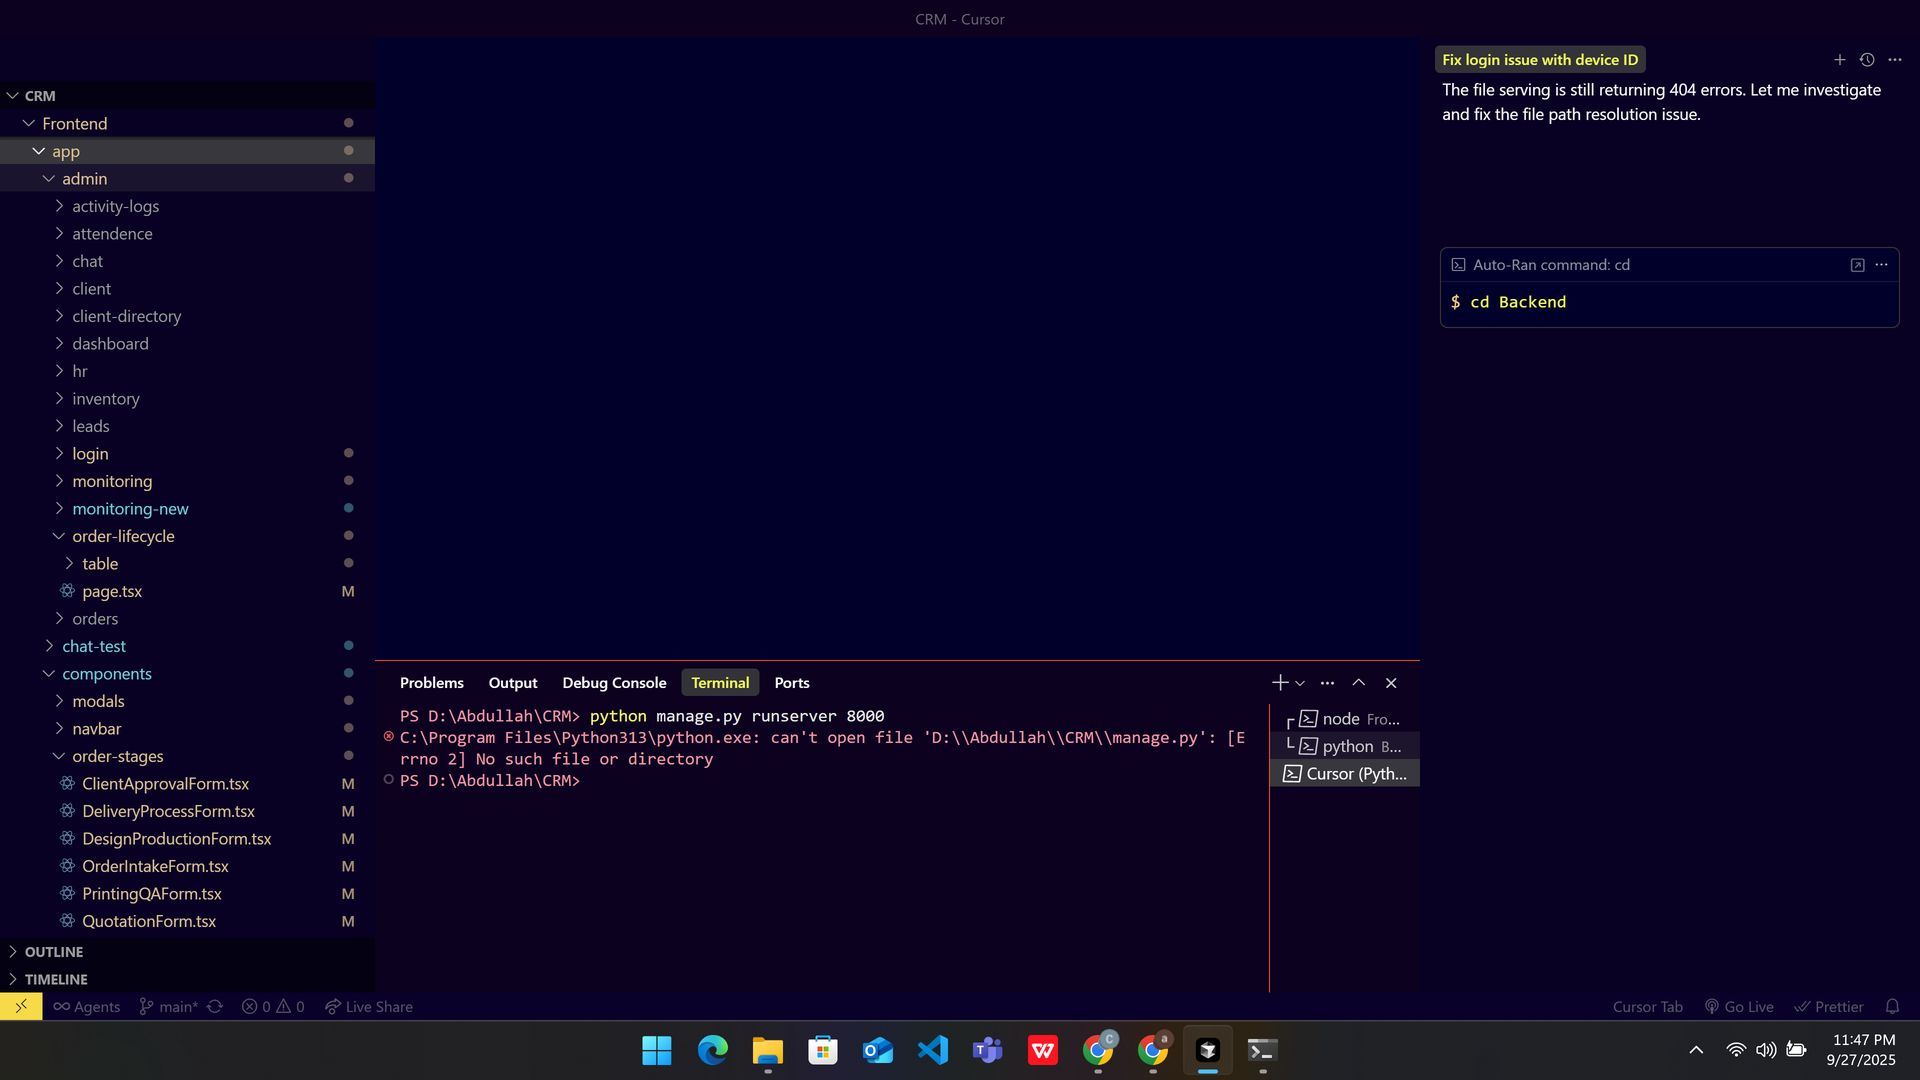 CRM - Cursor
CRM
Frontend
app
admin
activity-logs
attendence
chat
client
client-directory
dashboard
hr
inventory
leads
login
monitoring
monitoring-new
order-lifecycle
table
page.tsx M
orders
chat-test
components
modals
navbar
order-stages
ClientApprovalForm.tsx M
DeliveryProcessForm.tsx M
DesignProductionForm.tsx M
OrderIntakeForm.tsx M
PrintingQAForm.tsx M
QuotationForm.tsx M
OUTLINE
TIMELINE
Problems Output Debug Console Terminal Ports
PS D:\Abdullah\CRM> python manage.py runserver 8000
C:\Program Files\Python313\python.exe: can't open file 'D:\\Abdullah\\CRM\\manage.py': [E
rrno 2] No such file or directory
PS D:\Abdullah\CRM>
node Fro...
python B...
Cursor (Pyth...
Fix login issue with device ID
The file serving is still returning 404 errors. Let me investigate
and fix the file path resolution issue.
Auto-Ran command: cd
$ cd Backend
Agents main* 0 0 Live Share
Cursor Tab Go Live Prettier
11:47 PM
9/27/2025